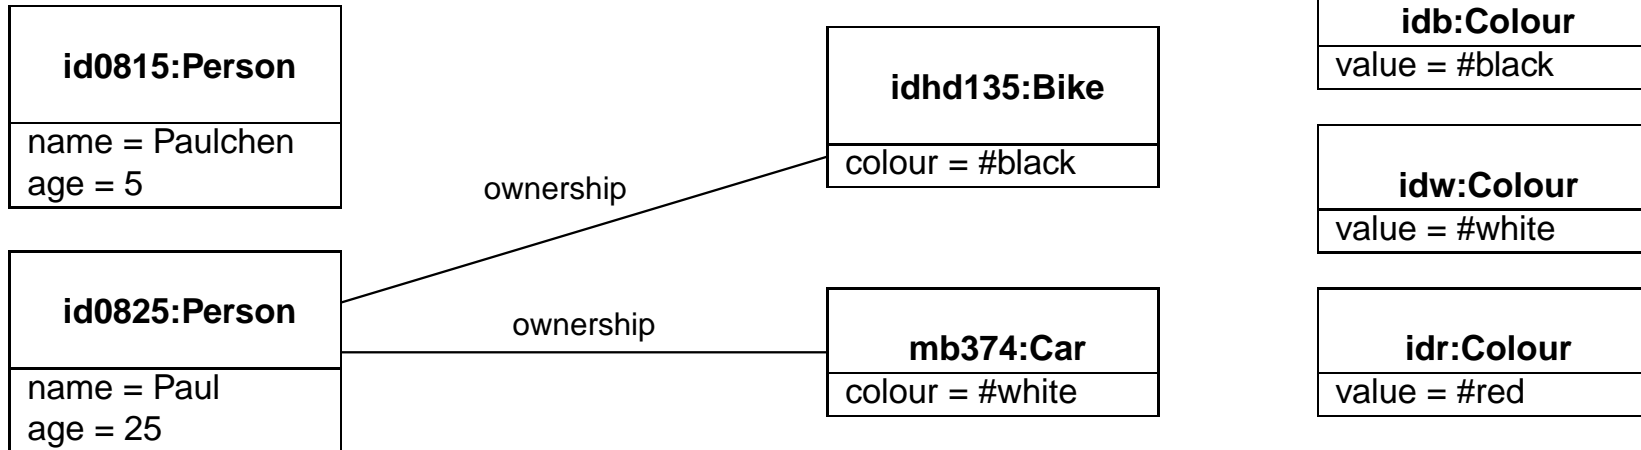 id0815:Person
name = Paulchen
age = 5
id0825:Person
name = Paul
age = 25
ownership
ownership
idhd135:Bike
colour = #black
mb374:Car
colour = #white
idb:Colour
value = #black
idw:Colour
value = #white
idr:Colour
value = #red